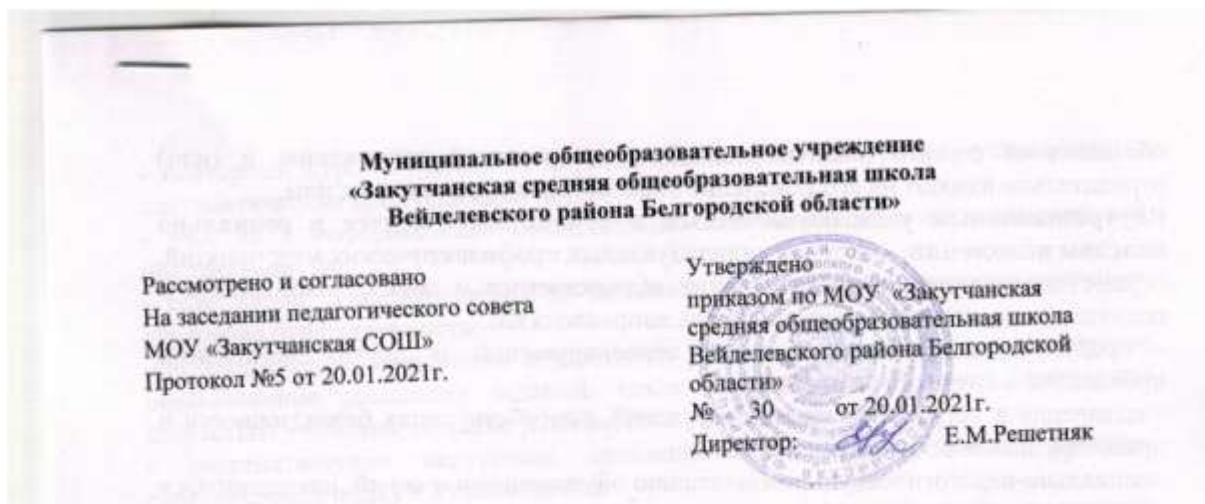 Муниципальное общеобразовательное учреждение
«Закутчанская средняя общеобразовательная школа
Вейделевского района Белгородской области»
Рассмотрено и согласовано
На заседании педагогического совета
МОУ «Закутчанская СОШ»
Протокол №5 от 20.01.2021г.
Утверждено
приказом по МОУ «Закутчанская
средняя общеобразовательная школа
Вейделевского района Белгородской
области»
№ 30 от 20.01.2021г.
Директор: Е.М.Решетняк